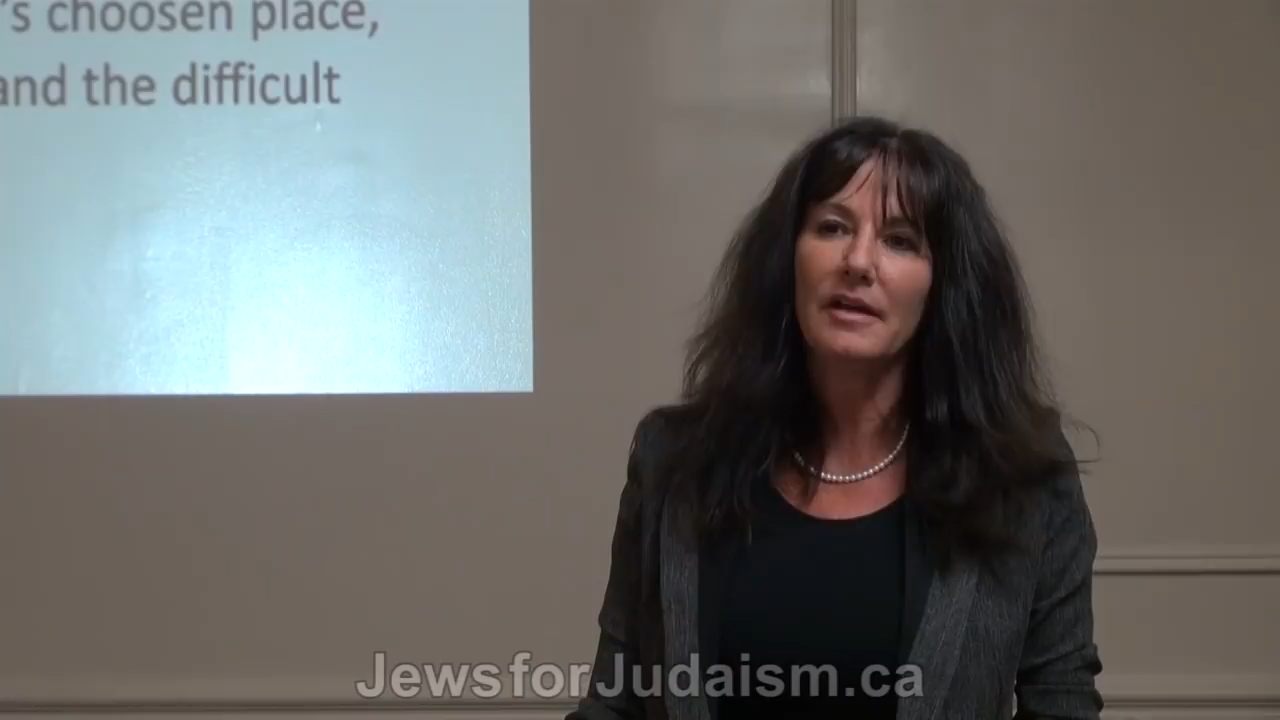 's choosen place,
and the difficult
JewsforJudaism.ca